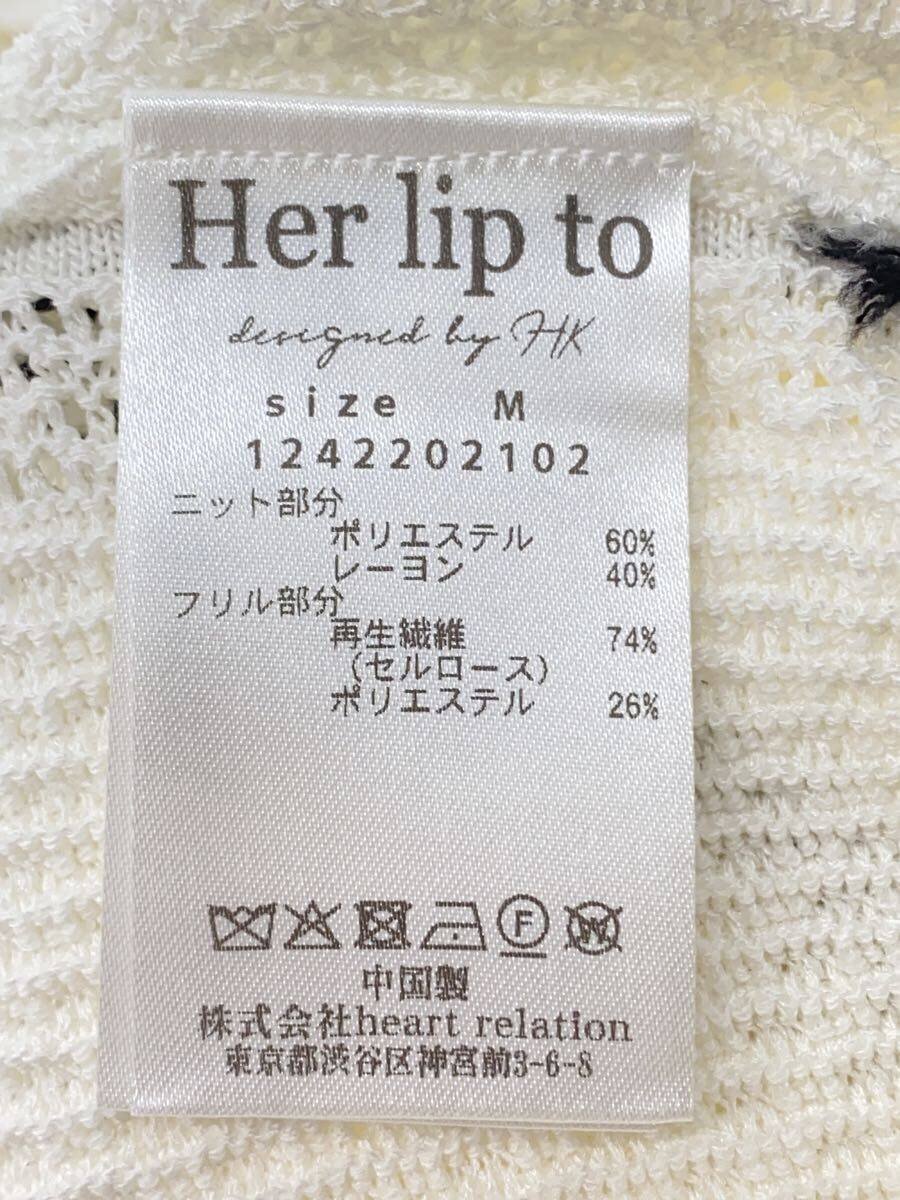 Her lip to
designed by HK
size M
1242202102
ニット部分
ポリエステル 60%
レーヨン 40%
フリル部分
再生繊維 74%
(セルロース)
ポリエステル 26%
F W
中国製
株式会社heart relation
東京都渋谷区神宮前3-6-8